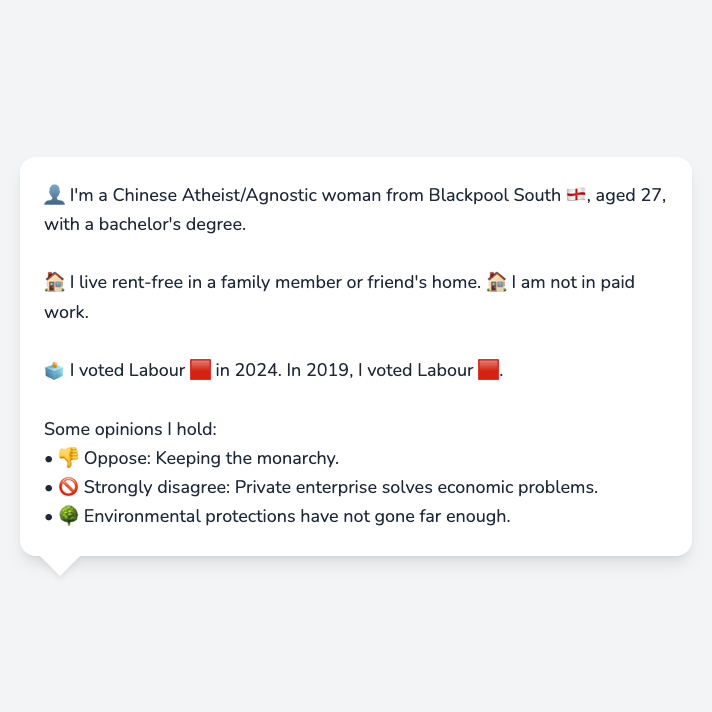 👤 I'm a Chinese Atheist/Agnostic woman from Blackpool South 🏴󠁧󠁢󠁥󠁮󠁧󠁿, aged 27,
with a bachelor's degree.
🏠 I live rent-free in a family member or friend's home. 🏠 I am not in paid
work.
🗳️ I voted Labour 🟥 in 2024. In 2019, I voted Labour 🟥.
Some opinions I hold:
• 👎 Oppose: Keeping the monarchy.
• 🚫 Strongly disagree: Private enterprise solves economic problems.
• 🌳 Environmental protections have not gone far enough.